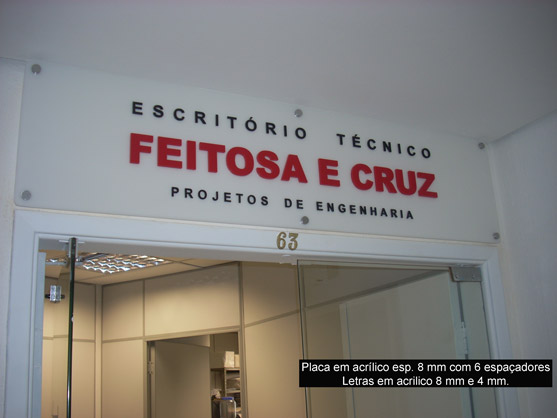 ESCRITÓRIO TÉCNICO
FEITOSA E CRUZ
PROJETOS DE ENGENHARIA
63
Placa em acrílico esp. 8 mm com 6 espaçadores
Letras em acrilico 8 mm e 4 mm.